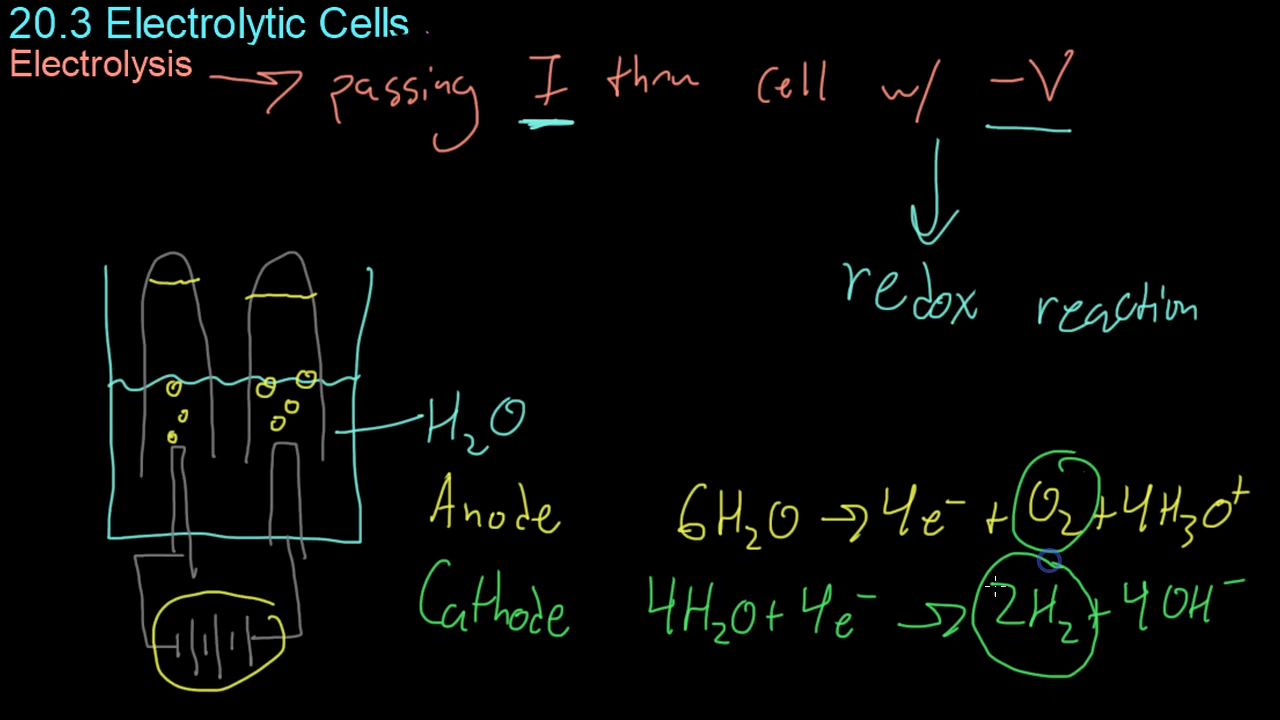 20.3 Electrolytic Cells
Electrolysis → passing I thru cell w/ -V
redox reaction
H₂O
Anode 6H₂O → 4e⁻ + O₂ + 4H₃O⁺
Cathode 4H₂O + 4e⁻ → 2H₂ + 4OH⁻